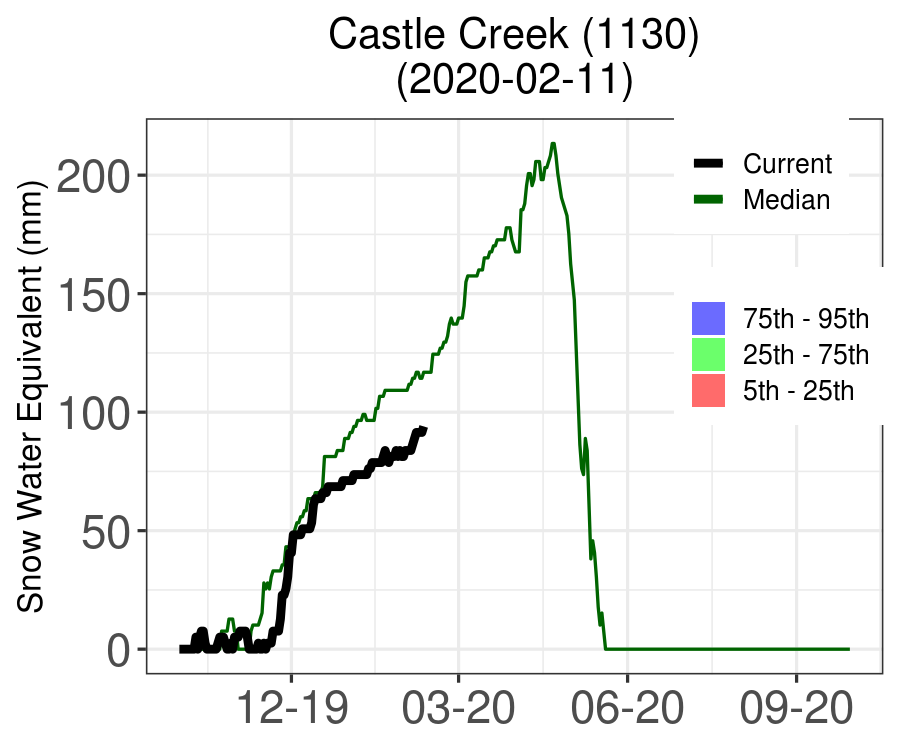 Castle Creek (1130)
(2020-02-11)
Snow Water Equivalent (mm)
200
150
100
50
0
12-19
03-20
06-20
09-20
Current
Median
75th - 95th
25th - 75th
5th - 25th